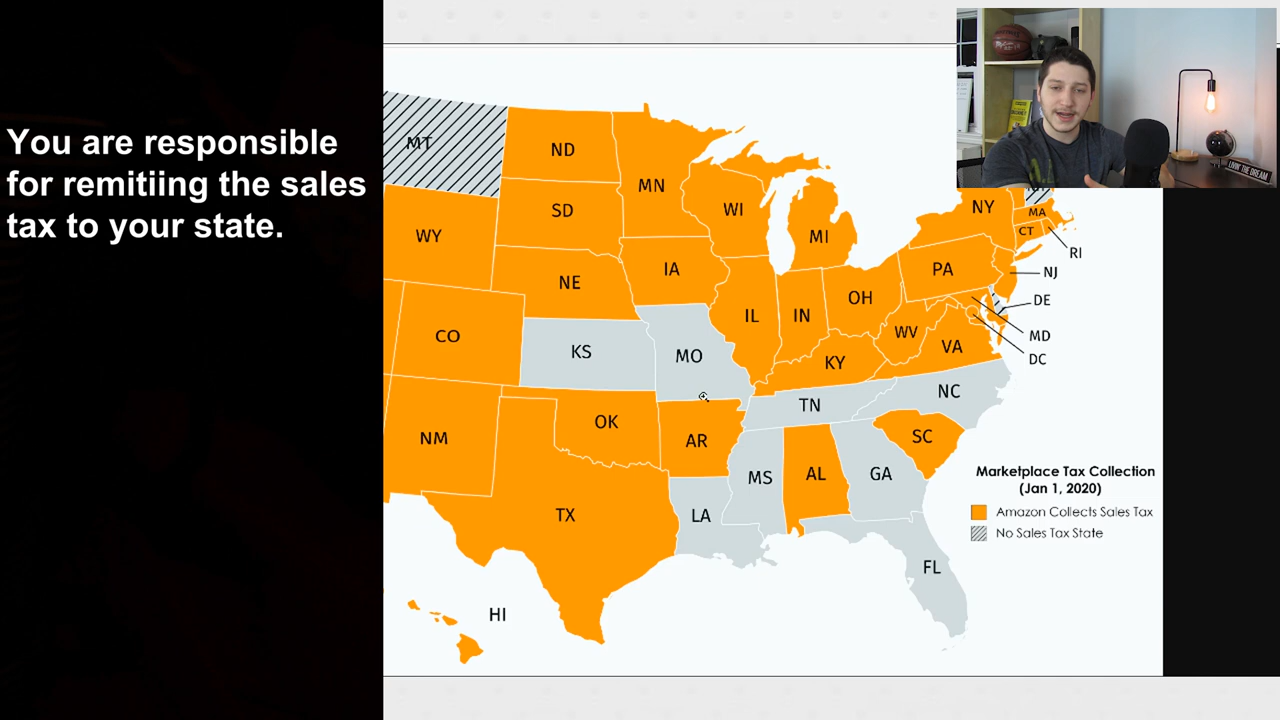 You are responsible
for remitiing the sales
tax to your state.
MT
ND
MN
SD
WI
WY
MI
NY
MA
CT
RI
IA
PA
NJ
NE
OH
DE
IL
IN
CO
WV
MD
KS
MO
KY
VA
DC
TN
NC
OK
AR
SC
NM
MS
AL
GA
TX
LA
FL
HI
Marketplace Tax Collection
(Jan 1, 2020)
Amazon Collects Sales Tax
No Sales Tax State
LIVIN' THE DREAM